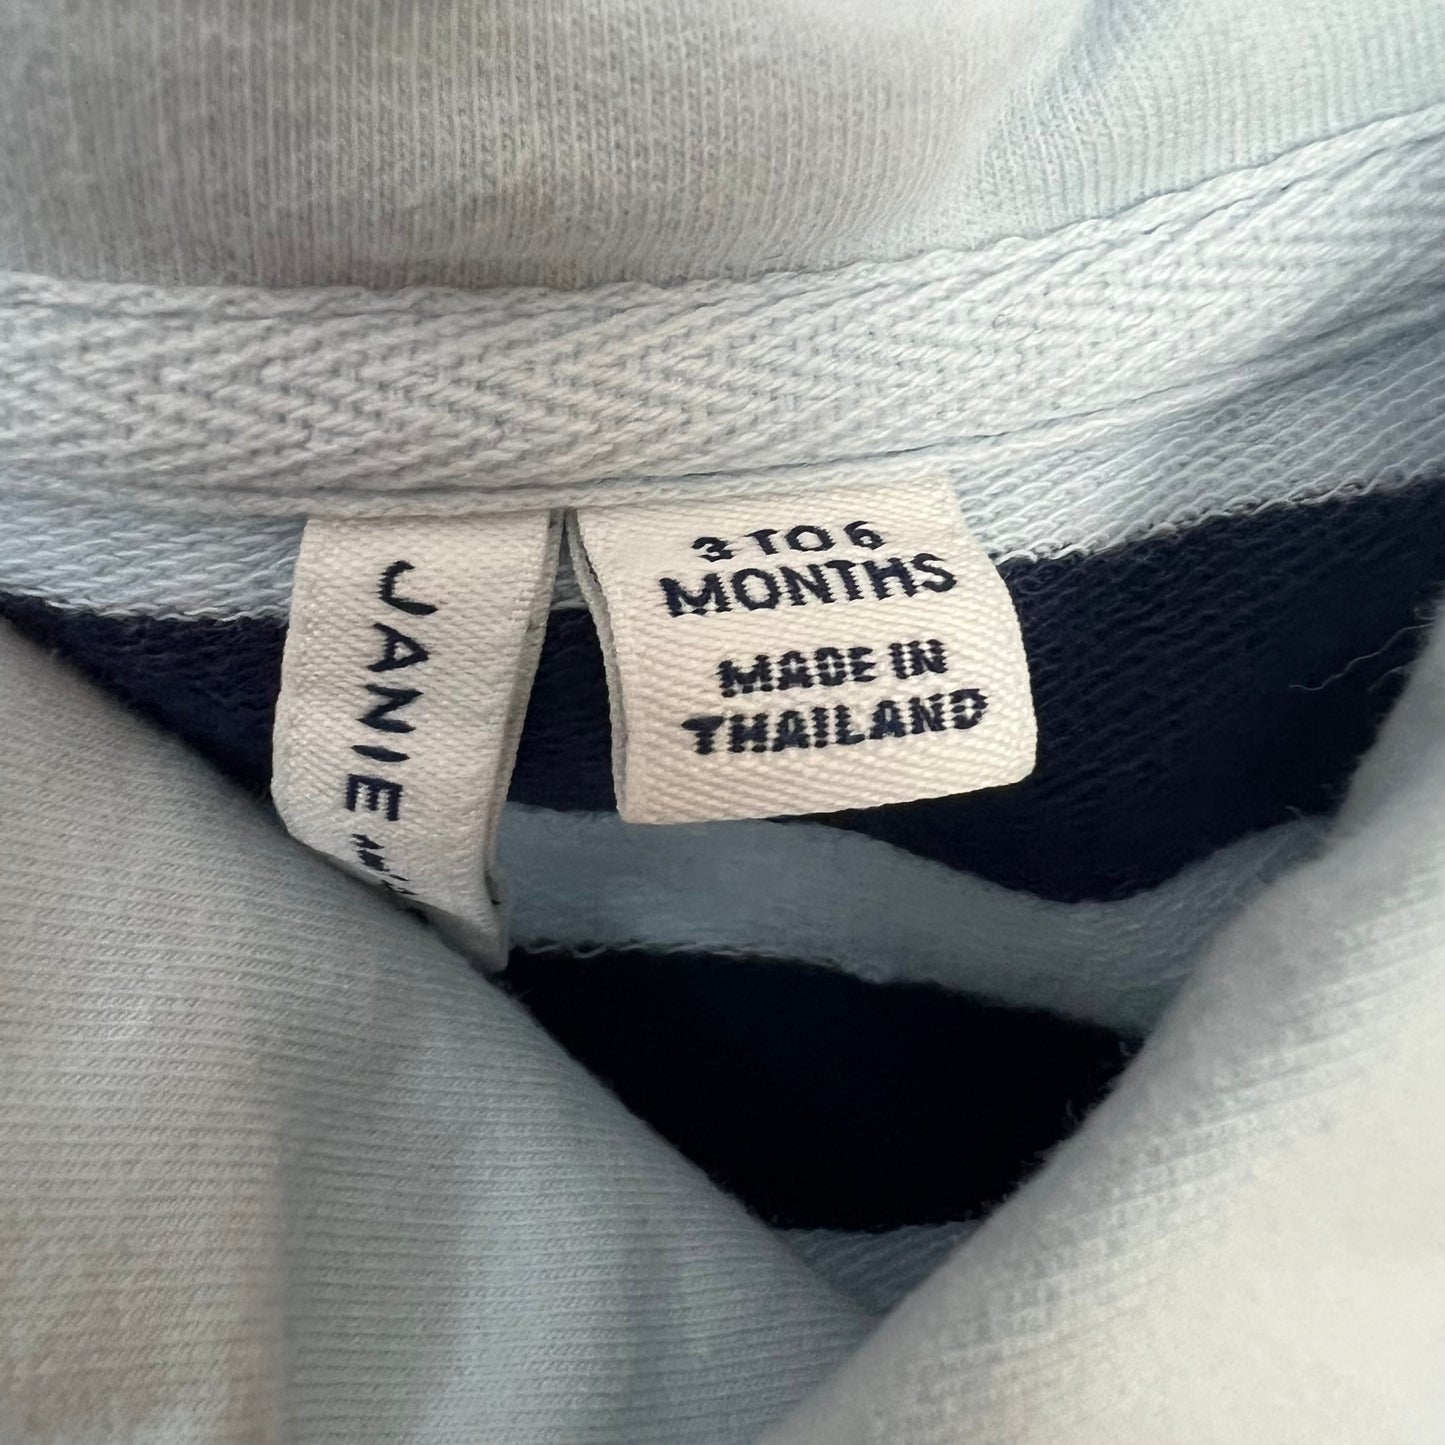 JANIE
3 TO 6
MONTHS
MADE IN
THAILAND